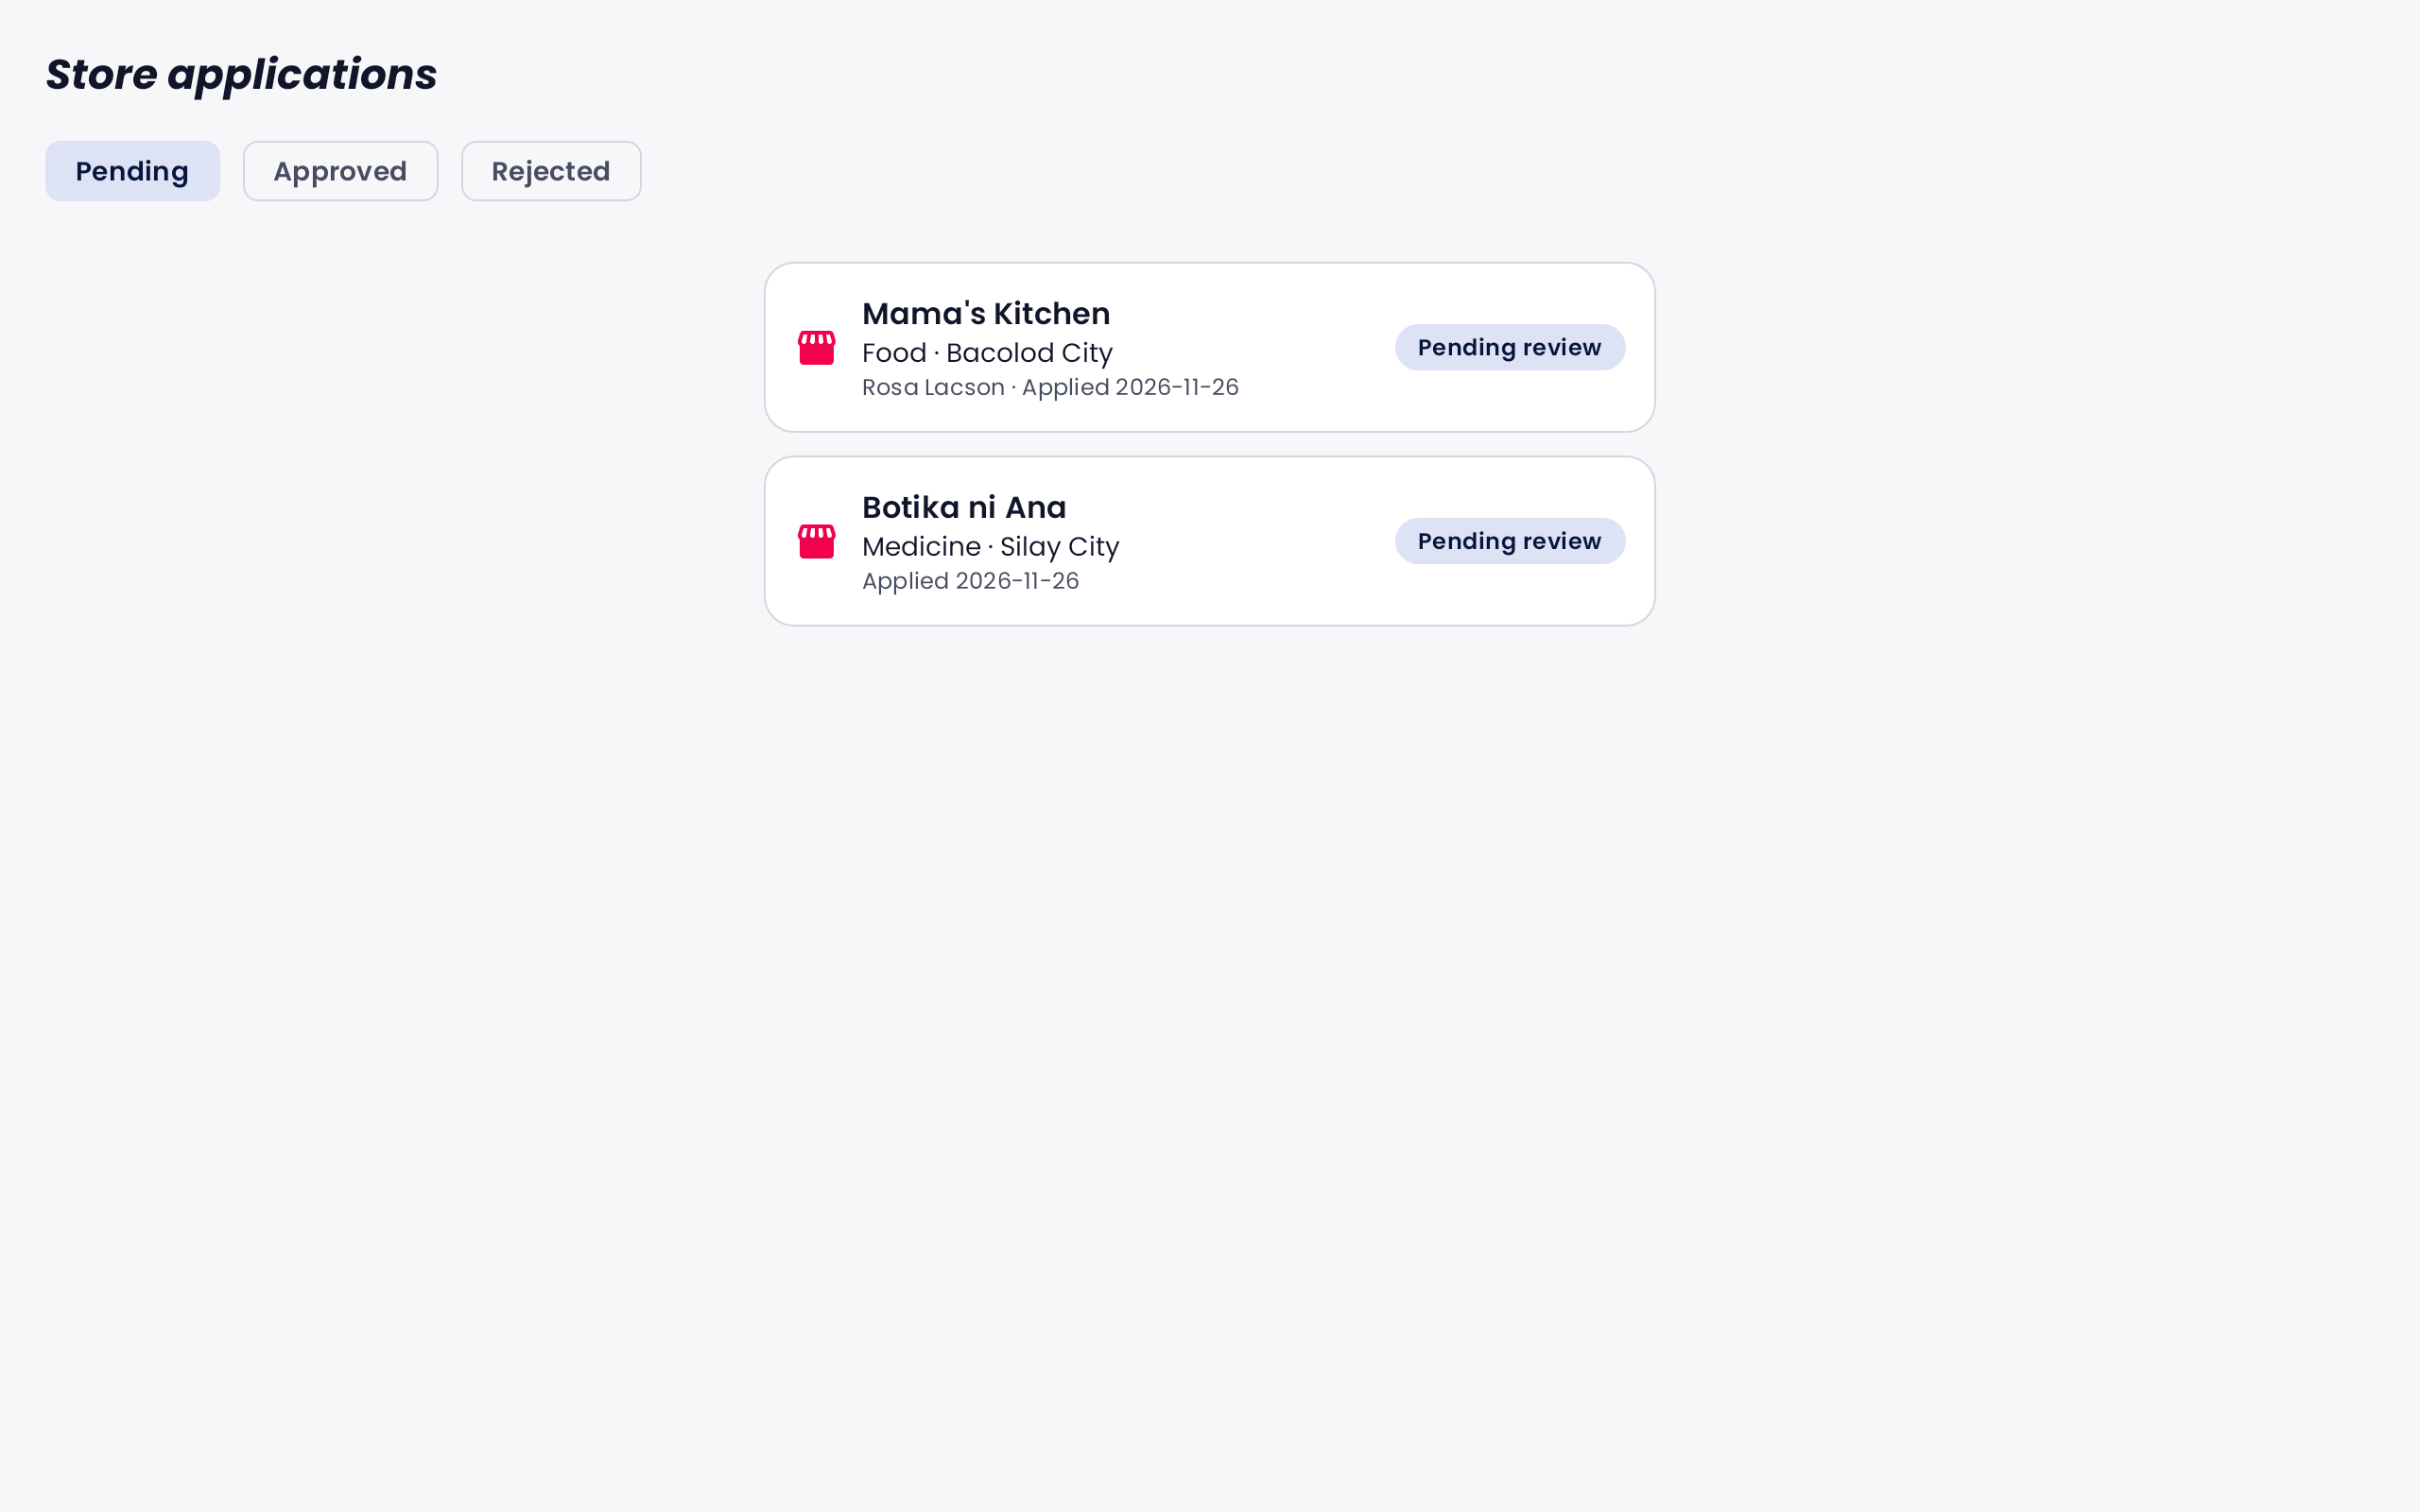 Store applications
Pending
Approved
Rejected
Mama's Kitchen
Food · Bacolod City
Rosa Lacson · Applied 2026-11-26
Pending review
Botika ni Ana
Medicine · Silay City
Applied 2026-11-26
Pending review